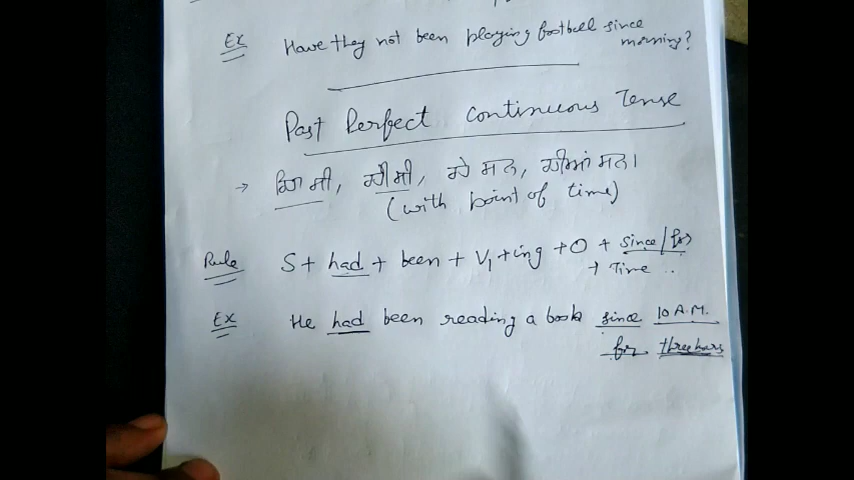 Ex Have they not been playing football since
morning?
Past Perfect Continuous Tense
→ ਰਿਹਾ ਸੀ, ਰਹੀ ਸੀ, ਰਹੇ ਸਨ, ਰਹੀਆਂ ਸਨ।
(with point of time)
Rule S + had + been + V1 + ing + O + since/for
+ Time ..
Ex He had been reading a book since 10 A.M.
for three hours